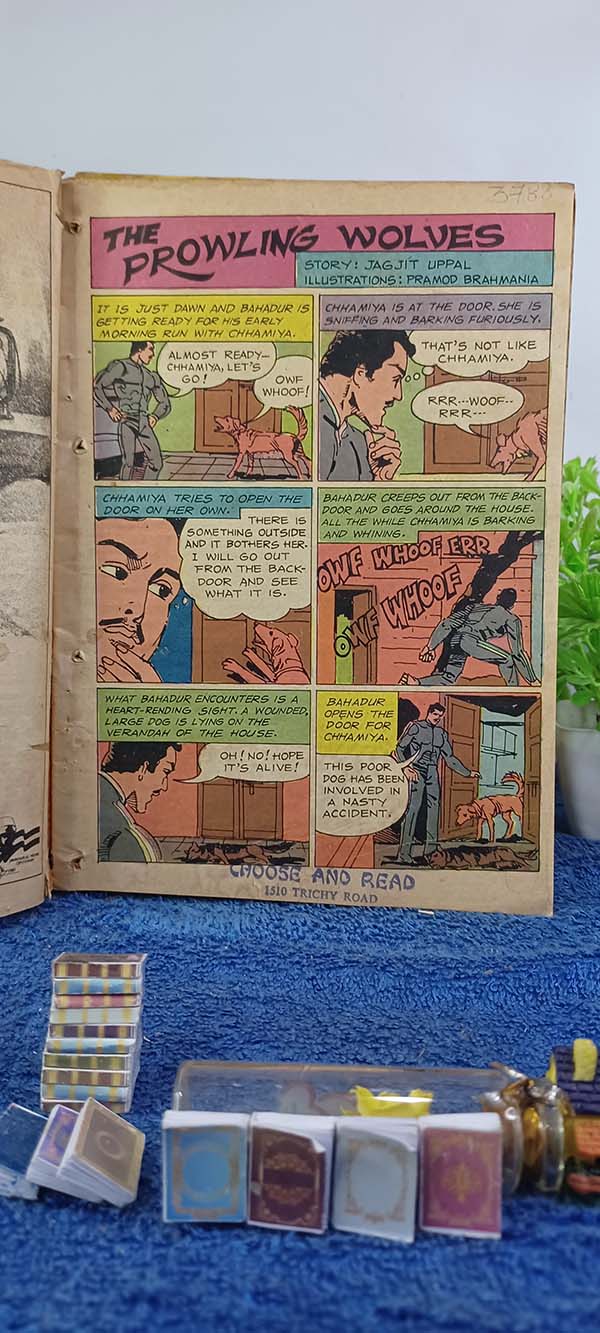 3788
THE
PROWLING WOLVES
STORY: JAGJIT UPPAL
ILLUSTRATIONS: PRAMOD BRAHMANIA
IT IS JUST DAWN AND BAHADUR IS
GETTING READY FOR HIS EARLY
MORNING RUN WITH CHHAMIYA.
ALMOST READY—
CHHAMIYA, LET'S
GO!
OWF
WHOOF!
CHHAMIYA IS AT THE DOOR. SHE IS
SNIFFING AND BARKING FURIOUSLY.
THAT'S NOT LIKE
CHHAMIYA.
RRR---WOOF--
RRR---
CHHAMIYA TRIES TO OPEN THE
DOOR ON HER OWN.
THERE IS
SOMETHING OUTSIDE
AND IT BOTHERS HER.
I WILL GO OUT
FROM THE BACK-
DOOR AND SEE
WHAT IT IS.
BAHADUR CREEPS OUT FROM THE BACK-
DOOR AND GOES AROUND THE HOUSE.
ALL THE WHILE CHHAMIYA IS BARKING
AND WHINING.
OWF WHOOF ERR
OWF WHOOF
WHAT BAHADUR ENCOUNTERS IS A
HEART-RENDING SIGHT. A WOUNDED,
LARGE DOG IS LYING ON THE
VERANDAH OF THE HOUSE.
OH! NO! HOPE
IT'S ALIVE!
BAHADUR
OPENS THE
DOOR FOR
CHHAMIYA.
THIS POOR
DOG HAS BEEN
INVOLVED IN
A NASTY
ACCIDENT.
CHOOSE AND READ
1510 TRICHY ROAD